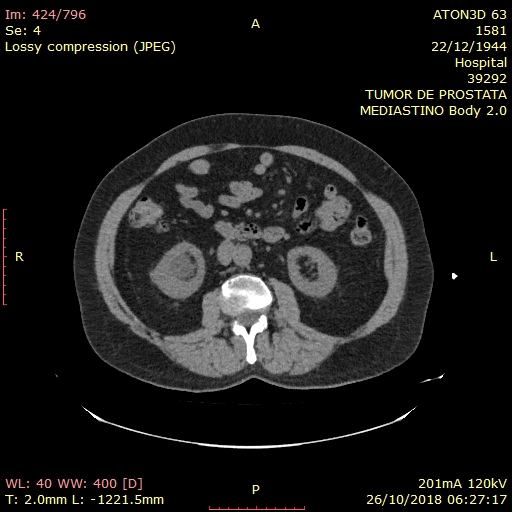 Im: 424/796
Se: 4
Lossy compression (JPEG)
A
ATON3D 63
1581
22/12/1944
Hospital
39292
TUMOR DE PROSTATA
MEDIASTINO Body 2.0
R
L
WL: 40 WW: 400 [D]
T: 2.0mm L: -1221.5mm
P
201mA 120kV
26/10/2018 06:27:17